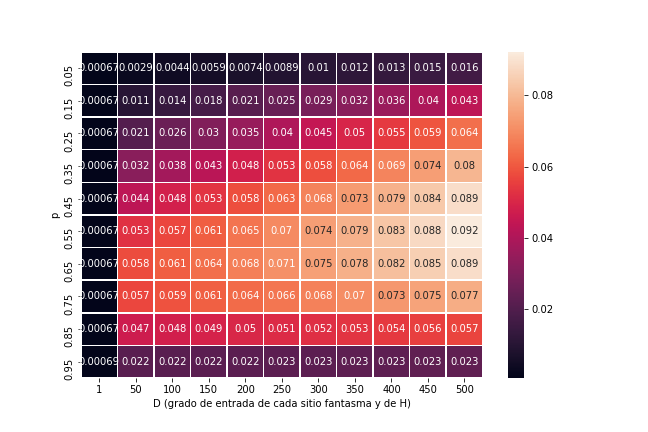 0.00067 0.0029 0.0044 0.0059 0.0074 0.0089 0.01 0.012 0.013 0.015 0.016
0.00067 0.011 0.014 0.018 0.021 0.025 0.029 0.032 0.036 0.04 0.043
0.00067 0.021 0.026 0.03 0.035 0.04 0.045 0.05 0.055 0.059 0.064
0.00067 0.032 0.038 0.043 0.048 0.053 0.058 0.064 0.069 0.074 0.08
0.00067 0.044 0.048 0.053 0.058 0.063 0.068 0.073 0.079 0.084 0.089
0.00067 0.053 0.057 0.061 0.065 0.07 0.074 0.079 0.083 0.088 0.092
0.00067 0.058 0.061 0.064 0.068 0.071 0.075 0.078 0.082 0.085 0.089
0.00067 0.057 0.059 0.061 0.064 0.066 0.068 0.07 0.073 0.075 0.077
0.00067 0.047 0.048 0.049 0.05 0.051 0.052 0.053 0.054 0.056 0.057
0.00069 0.022 0.022 0.022 0.022 0.023 0.023 0.023 0.023 0.023 0.023
0.05
0.15
0.25
0.35
0.45
0.55
0.65
0.75
0.85
0.95
p
1 50 100 150 200 250 300 350 400 450 500
D (grado de entrada de cada sitio fantasma y de H)
0.08
0.06
0.04
0.02